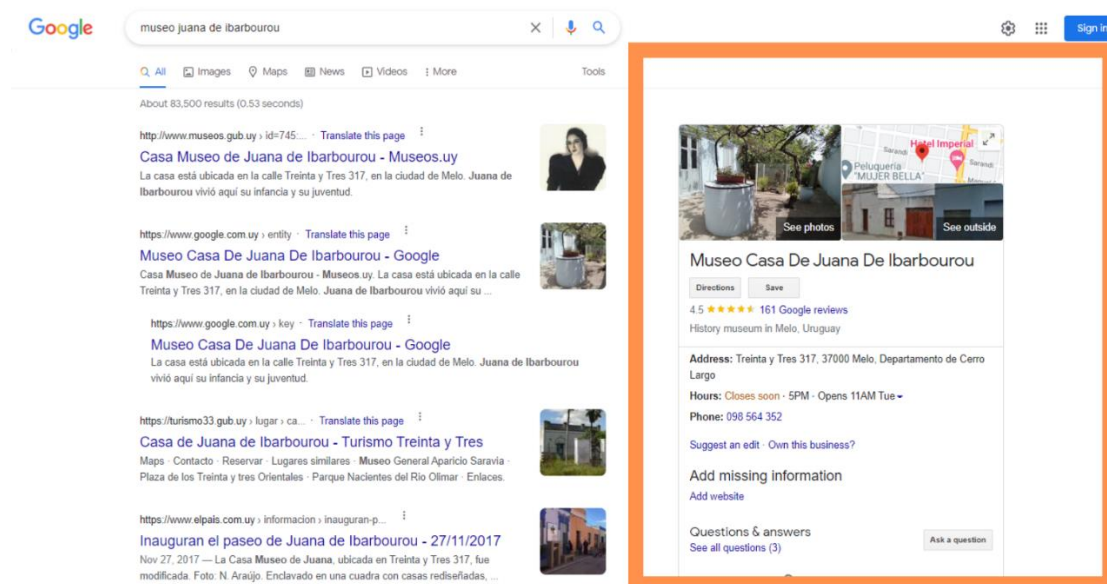 Google
museo juana de ibarbourou
Sign in
All Images Maps News Videos More Tools
About 83,500 results (0.53 seconds)
http://www.museos.gub.uy › id=745:... · Translate this page
Casa Museo de Juana de Ibarbourou - Museos.uy
La casa está ubicada en la calle Treinta y Tres 317, en la ciudad de Melo. Juana de
Ibarbourou vivió aquí su infancia y su juventud.
https://www.google.com.uy › entity · Translate this page
Museo Casa De Juana De Ibarbourou - Google
Casa Museo de Juana de Ibarbourou - Museos.uy. La casa está ubicada en la calle
Treinta y Tres 317, en la ciudad de Melo. Juana de Ibarbourou vivió aquí su ...
https://www.google.com.uy › key · Translate this page
Museo Casa De Juana De Ibarbourou - Google
La casa está ubicada en la calle Treinta y Tres 317, en la ciudad de Melo. Juana de Ibarbourou
vivió aquí su infancia y su juventud.
https://turismo33.gub.uy › lugar › ca... · Translate this page
Casa de Juana de Ibarbourou - Turismo Treinta y Tres
Maps · Contacto · Reservar · Lugares similares · Museo General Aparicio Saravia ·
Plaza de los Treinta y tres Orientales · Parque Nacientes del Río Olimar · Enlaces.
https://www.elpais.com.uy › informacion › inauguran-p...
Inauguran el paseo de Juana de Ibarbourou - 27/11/2017
Nov 27, 2017 — La Casa Museo de Juana, ubicada en Treinta y Tres 317, fue
modificada. Foto: N. Araújo. Enclavado en una cuadra con casas rediseñadas, ...
Hotel Imperial
Sarandi
Sarandi
Peluquería
"MUJER BELLA"
See photos
See outside
Museo Casa De Juana De Ibarbourou
Directions Save
4.5 161 Google reviews
History museum in Melo, Uruguay
Address: Treinta y Tres 317, 37000 Melo, Departamento de Cerro
Largo
Hours: Closes soon · 5PM · Opens 11AM Tue
Phone: 098 564 352
Suggest an edit · Own this business?
Add missing information
Add website
Questions & answers
See all questions (3)
Ask a question